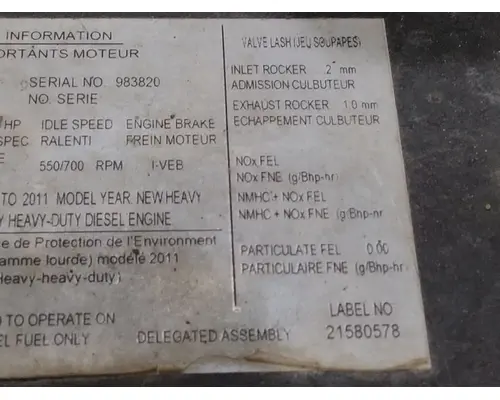 INFORMATION
ORTANTS MOTEUR
SERIAL NO. 983820
NO. SERIE
HP IDLE SPEED ENGINE BRAKE
SPEC RALENTI FREIN MOTEUR
E 550/700 RPM I-VEB
TO 2011 MODEL YEAR NEW HEAVY
Y HEAVY-DUTY DIESEL ENGINE
ce de Protection de l'Environment
amme lourde) modéle 2011
Heavy-heavy-duty)
D TO OPERATE ON
EL FUEL ONLY DELEGATED ASSEMBLY
VALVE LASH (JEU SOUPAPES)
INLET ROCKER .2 mm
ADMISSION CULBUTEUR
EXHAUST ROCKER 1.0 mm
ECHAPPEMENT CULBUTEUR
NOx FEL
NOx FNE (g/Bhp-hr)
NMHC + NOx FEL
NMHC + NOx FNE (g/Bhp-hr
PARTICULATE FEL 0.00
PARTICULAIRE FNE (g/Bhp-hr
LABEL NO
21580578